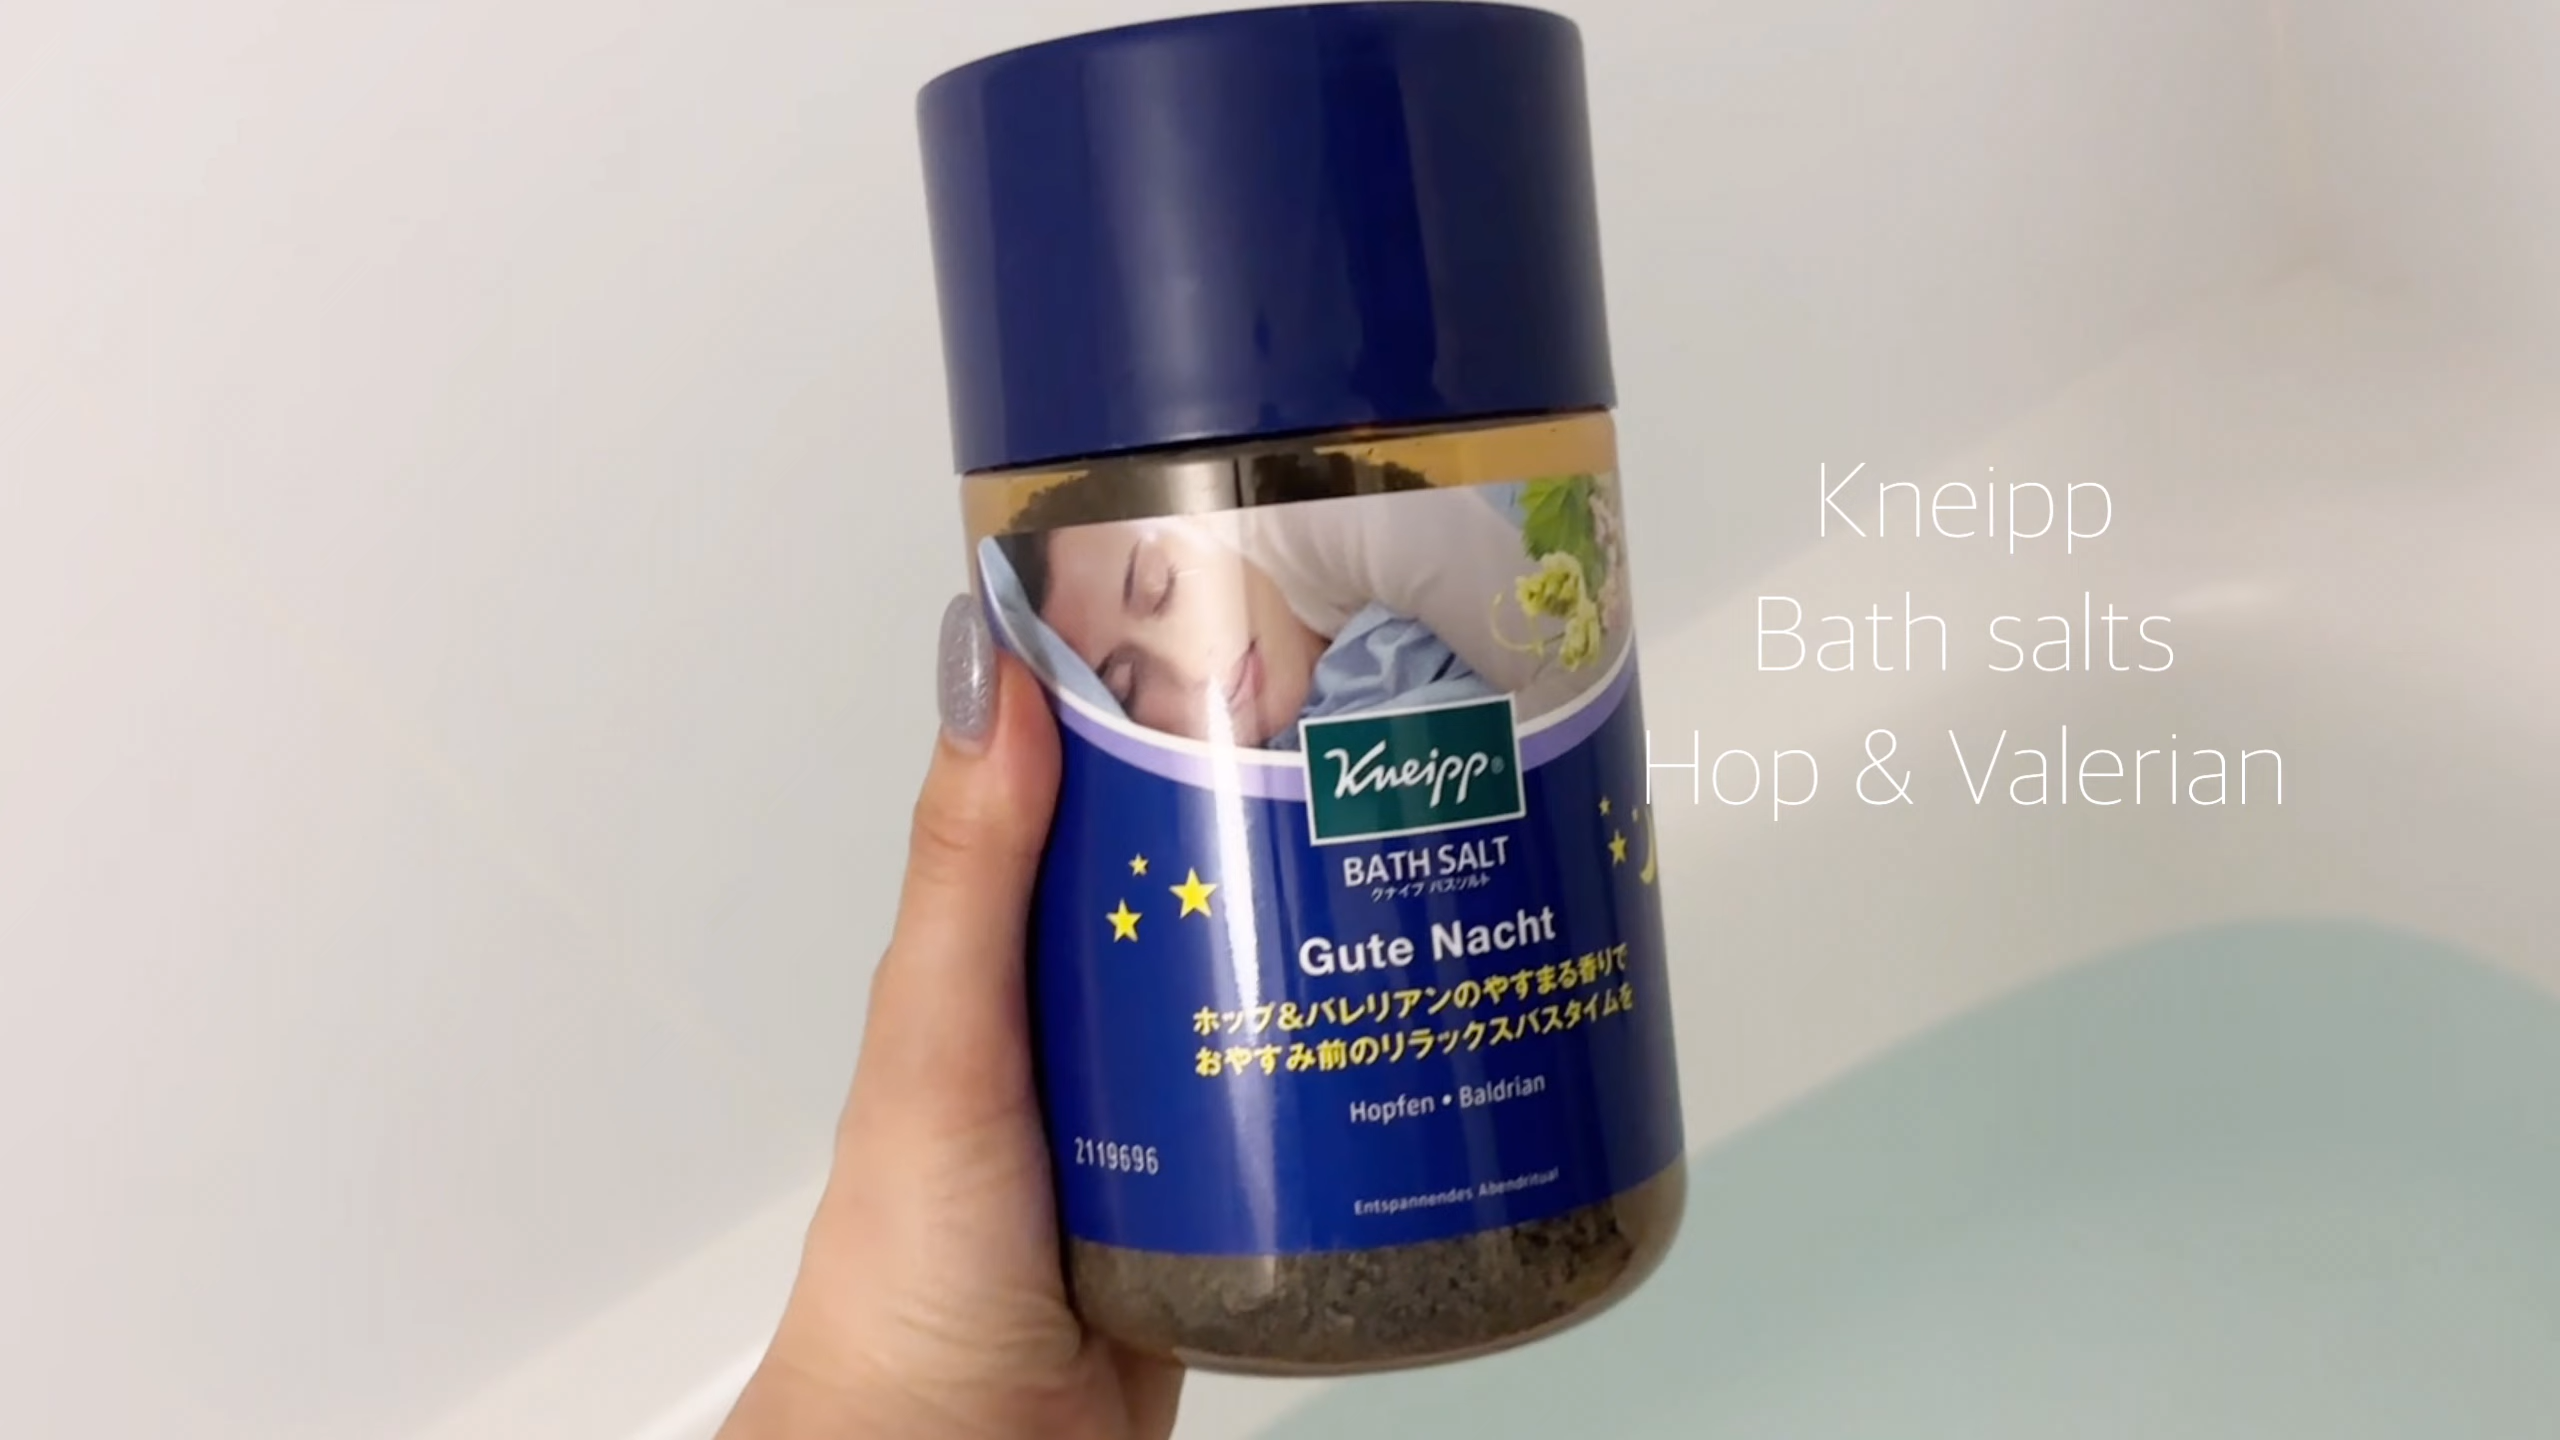 Kneipp
BATH SALT
クナイプ バスソルト
Gute Nacht
ホップ&バレリアンのやすまる香りで
おやすみ前のリラックスバスタイムを
Hopfen • Baldrian
2119696
Entspannendes Abendritual
Kneipp
Bath salts
Hop & Valerian